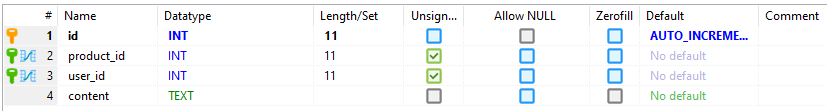 # Name Datatype Length/Set Unsign... Allow NULL Zerofill Default Comment
1 id INT 11 AUTO_INCREME...
2 product_id INT 11 No default
3 user_id INT 11 No default
4 content TEXT No default